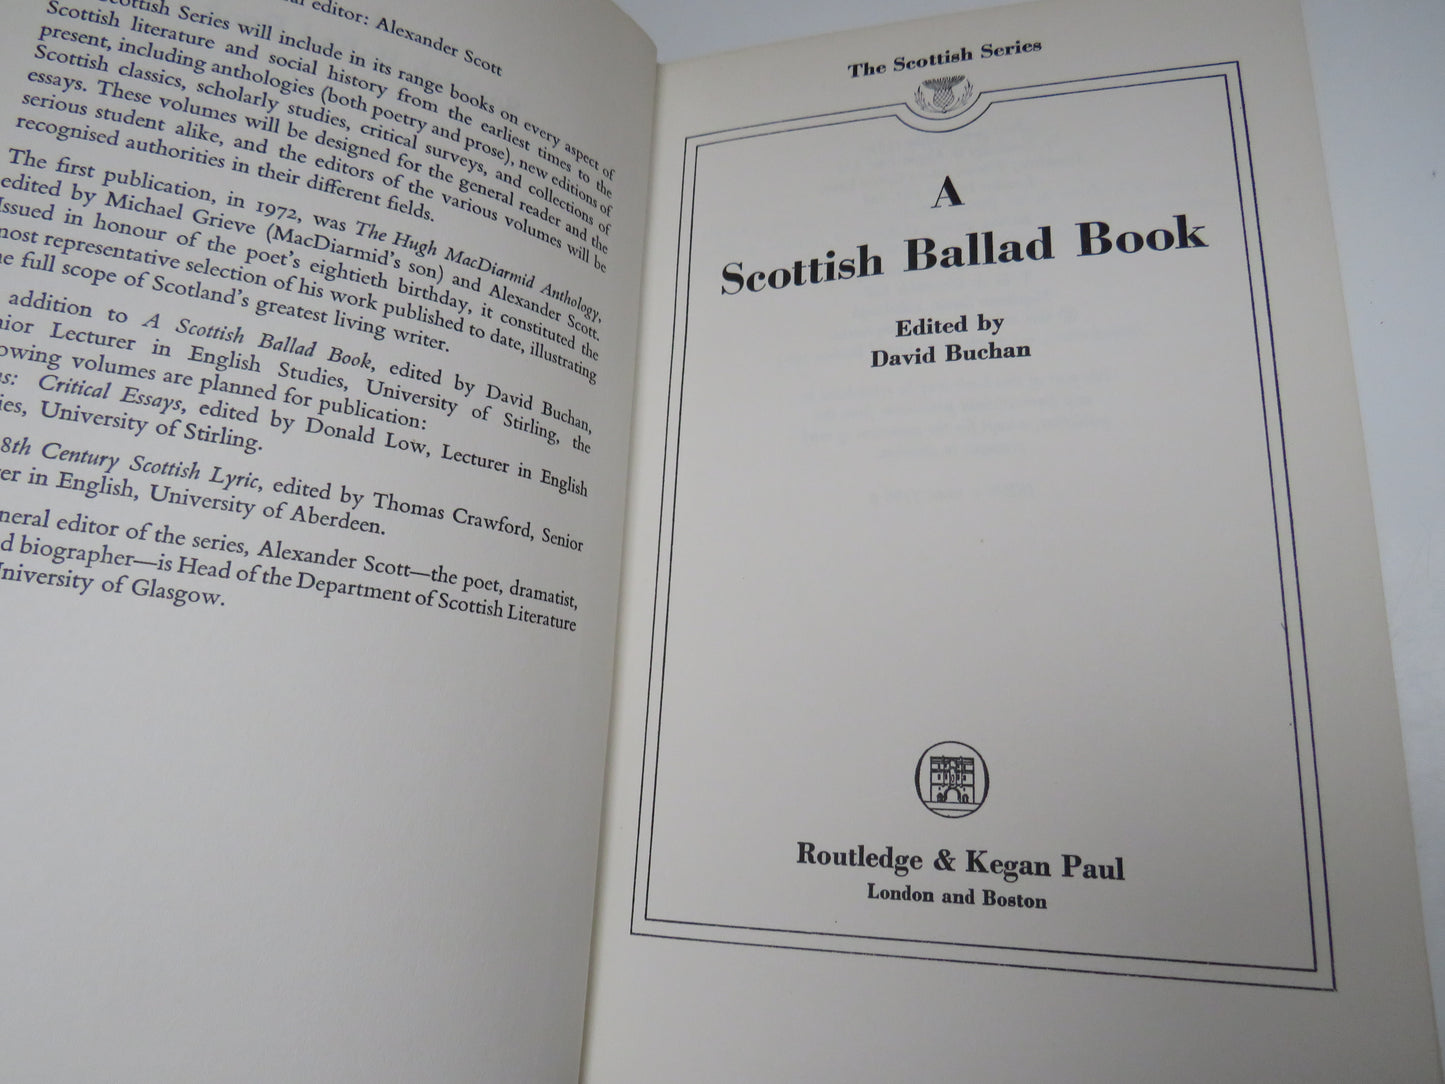 editor: Alexander Scott
Scottish Series will include in its range books on every aspect of
Scottish literature and social history from the earliest times to the
present, including anthologies (both poetry and prose), new editions of
Scottish classics, scholarly studies, critical surveys, and collections of
essays. These volumes will be designed for the general reader and the
serious student alike, and the editors of the various volumes will be
recognised authorities in their different fields.
The first publication, in 1972, was The Hugh MacDiarmid Anthology,
edited by Michael Grieve (MacDiarmid's son) and Alexander Scott.
Issued in honour of the poet's eightieth birthday, it constituted the
most representative selection of his work published to date, illustrating
full scope of Scotland's greatest living writer.
addition to A Scottish Ballad Book, edited by David Buchan,
Lecturer in English Studies, University of Stirling, the
volumes are planned for publication:
Critical Essays, edited by Donald Low, Lecturer in English
University of Stirling.
8th Century Scottish Lyric, edited by Thomas Crawford, Senior
in English, University of Aberdeen.
editor of the series, Alexander Scott—the poet, dramatist,
biographer—is Head of the Department of Scottish Literature
University of Glasgow.
The Scottish Series
A
Scottish Ballad Book
Edited by
David Buchan
Routledge & Kegan Paul
London and Boston